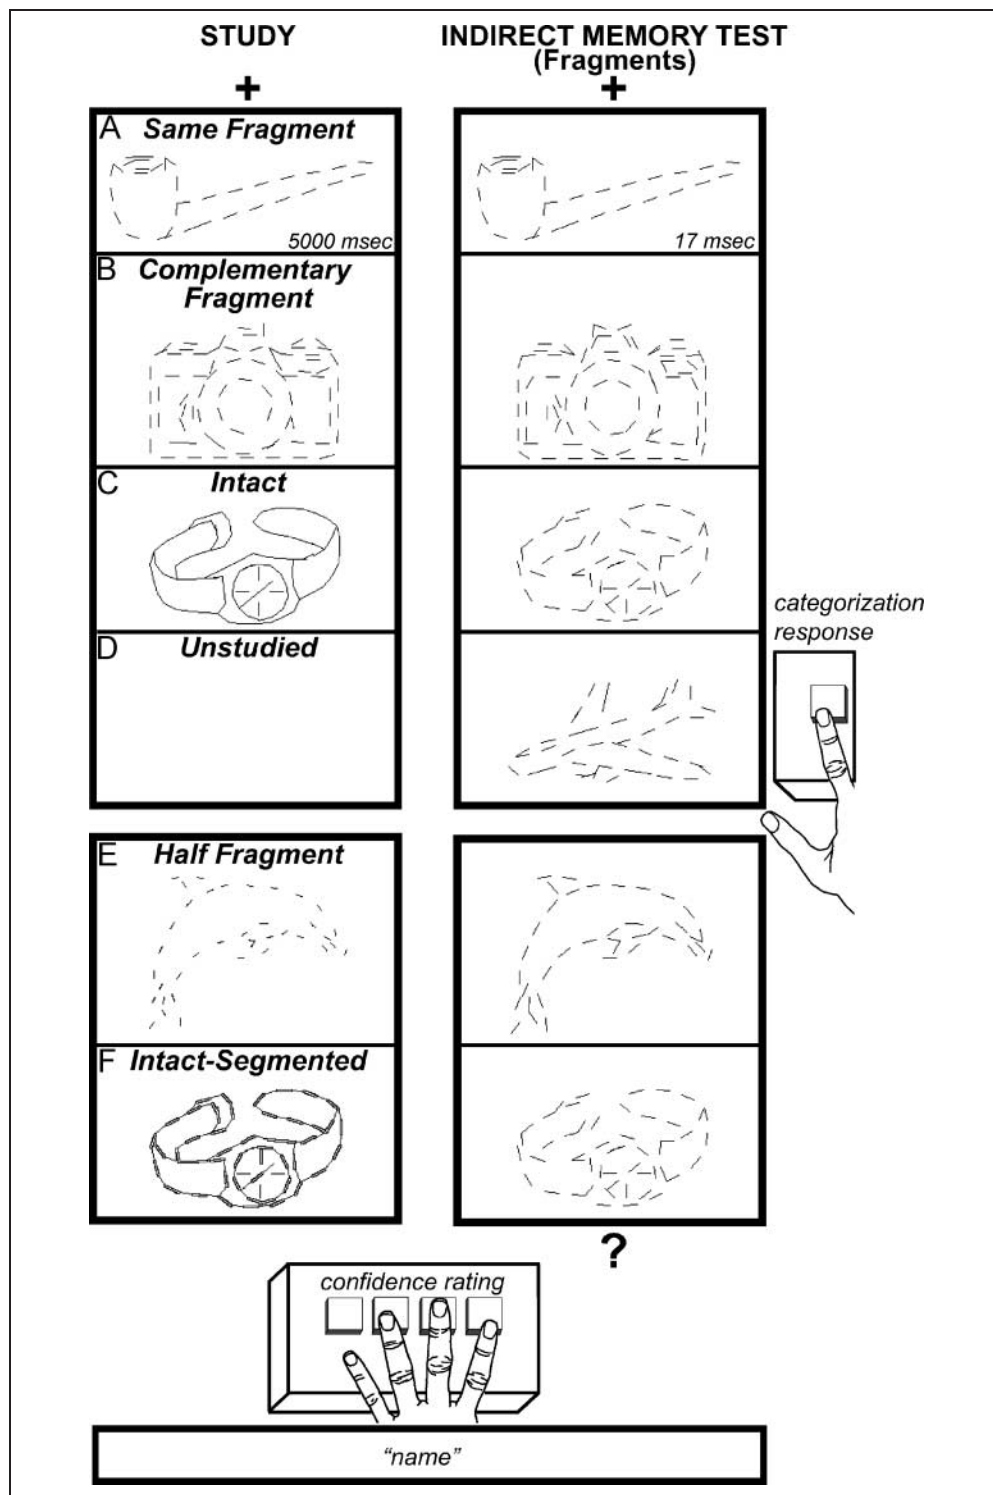 STUDY
INDIRECT MEMORY TEST
(Fragments)
+
+
A Same Fragment
5000 msec
17 msec
B Complementary
Fragment
C Intact
D Unstudied
categorization
response
E Half Fragment
F Intact-Segmented
?
confidence rating
“name”